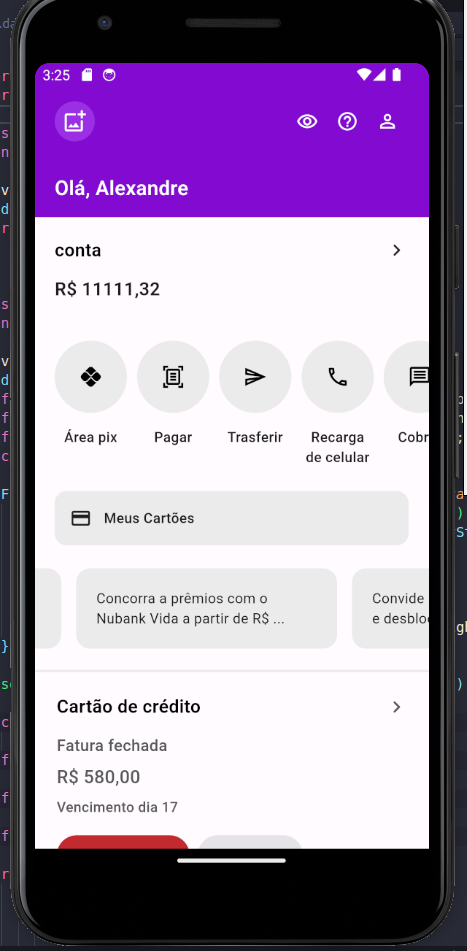 3:25
Olá, Alexandre
conta
R$ 11111,32
Área pix
Pagar
Trasferir
Recarga
de celular
Cobr
Meus Cartões
Concorra a prêmios com o
Nubank Vida a partir de R$ ...
Convide
e desblo
Cartão de crédito
Fatura fechada
R$ 580,00
Vencimento dia 17